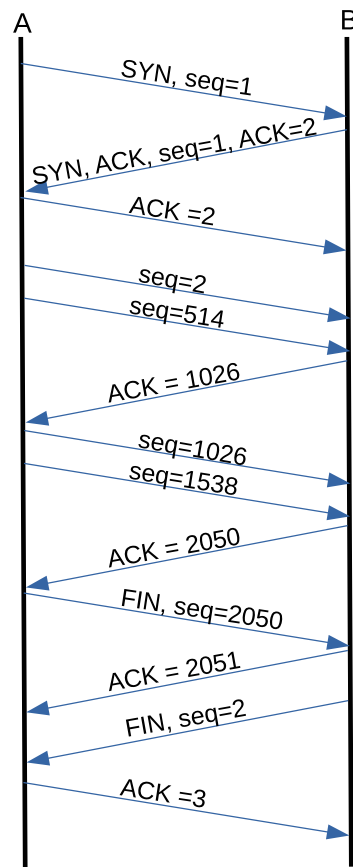 A
B
SYN, seq=1
SYN, ACK, seq=1, ACK=2
ACK =2
seq=2
seq=514
ACK = 1026
seq=1026
seq=1538
ACK = 2050
FIN, seq=2050
ACK = 2051
FIN, seq=2
ACK =3